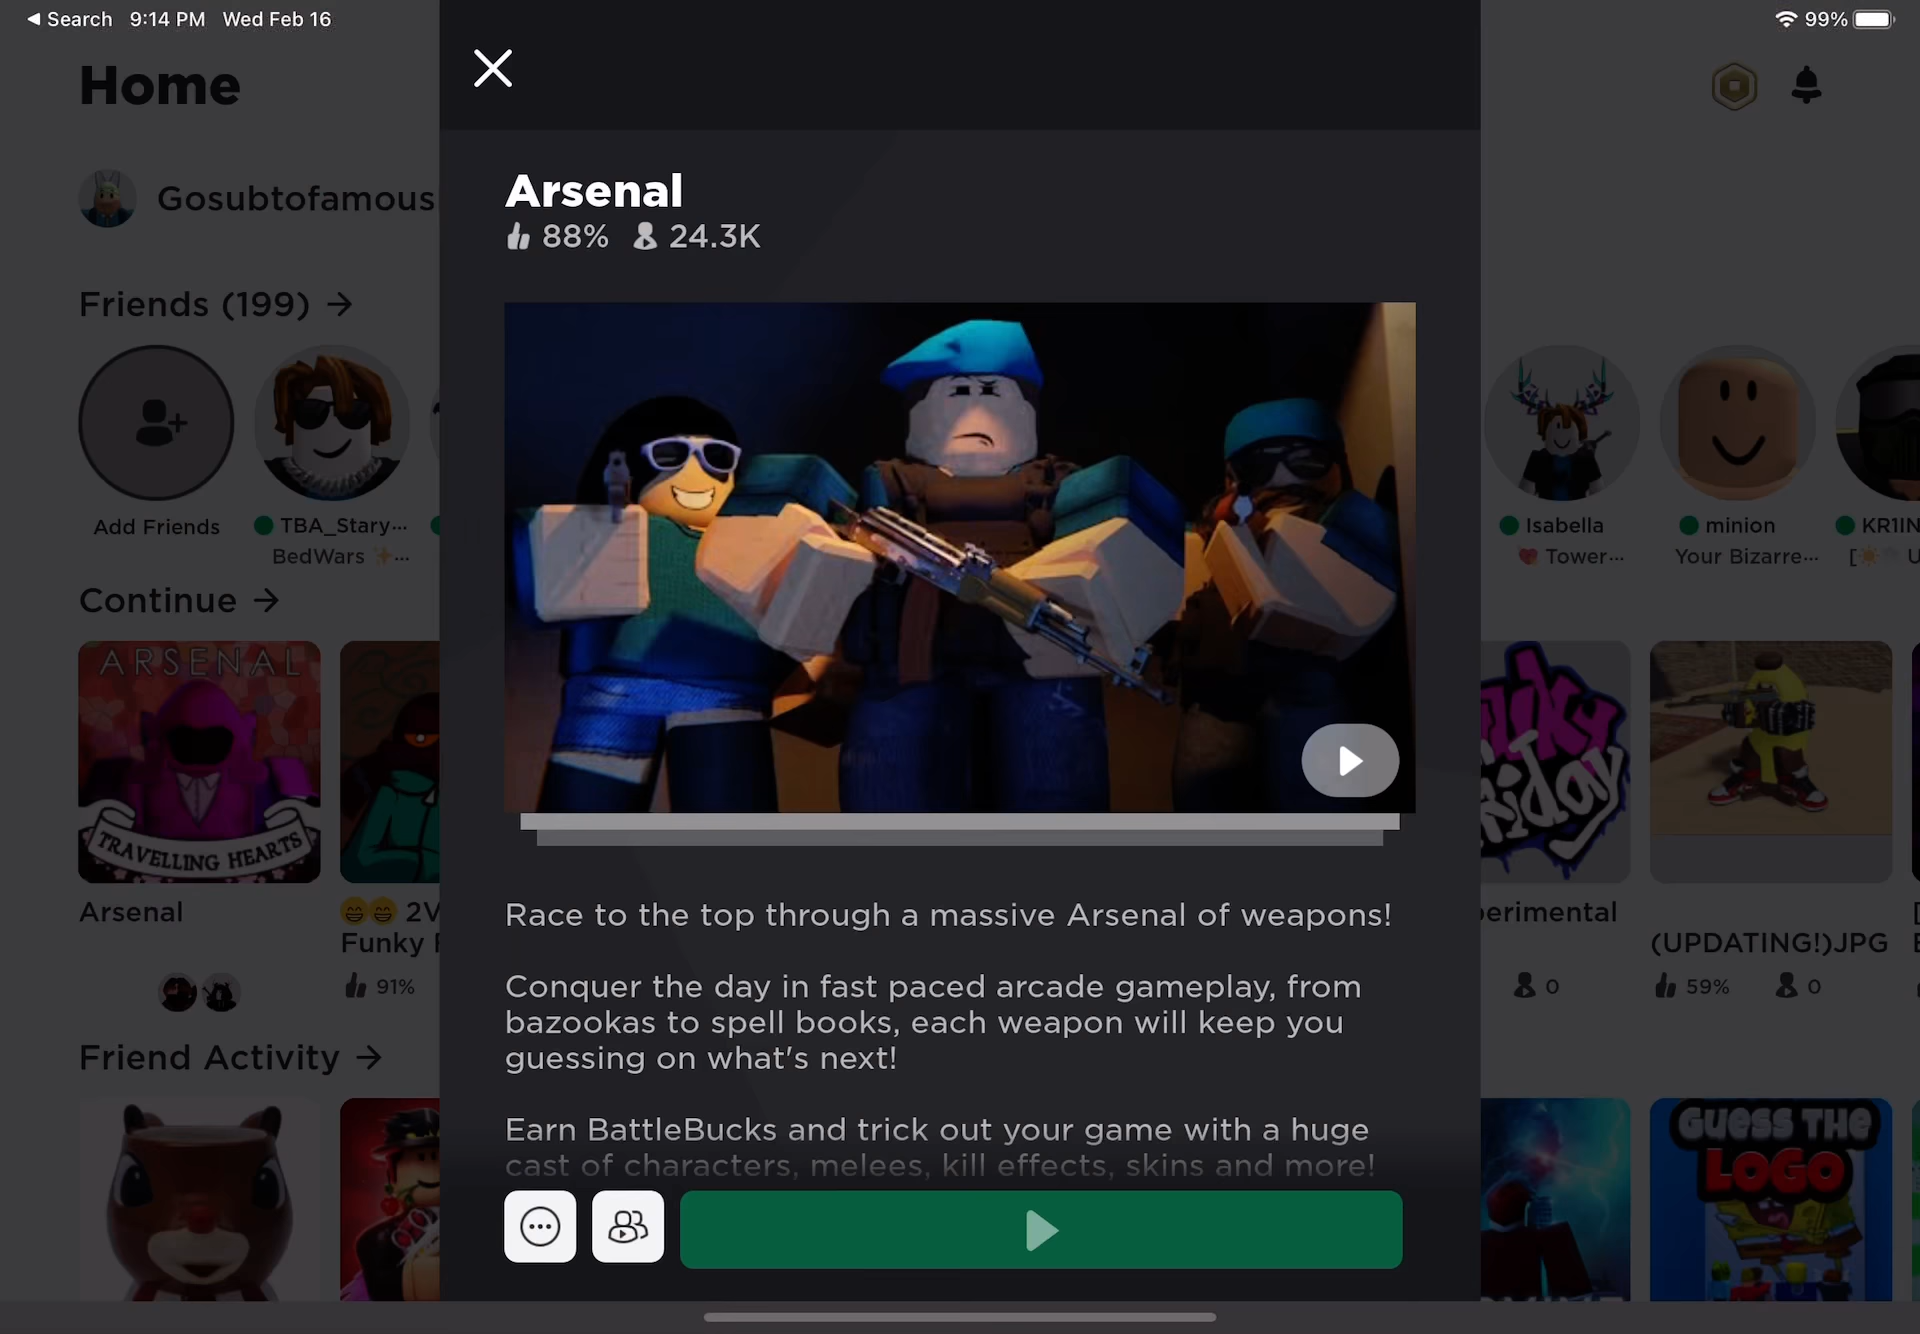 Search 9:14 PM Wed Feb 16
99%
Home
Gosubtofamous
Friends (199)
Add Friends
TBA_Stary...
BedWars ✨...
Isabella
❤️ Tower...
minion
Your Bizarre...
KR1IN
[☀️
Continue
ARSENAL
TRAVELLING HEARTS
Arsenal
😄😄 2V
Funky
91%
erimental
0
(UPDATING!)JPG
59% 0
Friend Activity
GUESS THE
LOGO
Arsenal
88% 24.3K
Race to the top through a massive Arsenal of weapons!
Conquer the day in fast paced arcade gameplay, from
bazookas to spell books, each weapon will keep you
guessing on what's next!
Earn BattleBucks and trick out your game with a huge
cast of characters, melees, kill effects, skins and more!